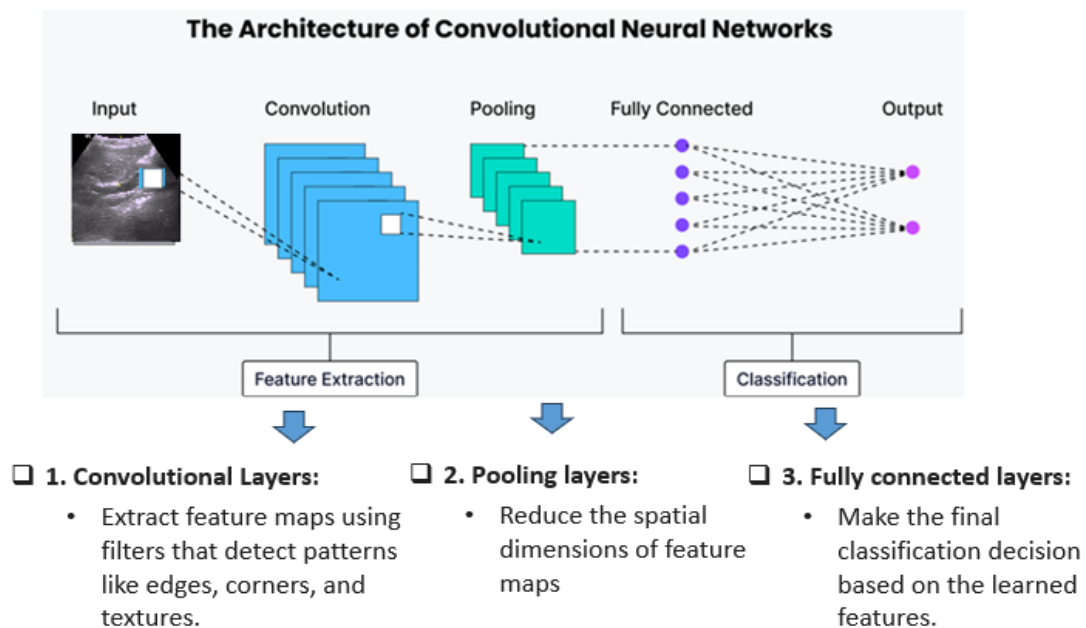 The Architecture of Convolutional Neural Networks
Input
Convolution
Pooling
Fully Connected
Output
Feature Extraction
Classification
❑ 1. Convolutional Layers:
• Extract feature maps using
filters that detect patterns
like edges, corners, and
textures.
❑ 2. Pooling layers:
• Reduce the spatial
dimensions of feature
maps
❑ 3. Fully connected layers:
• Make the final
classification decision
based on the learned
features.